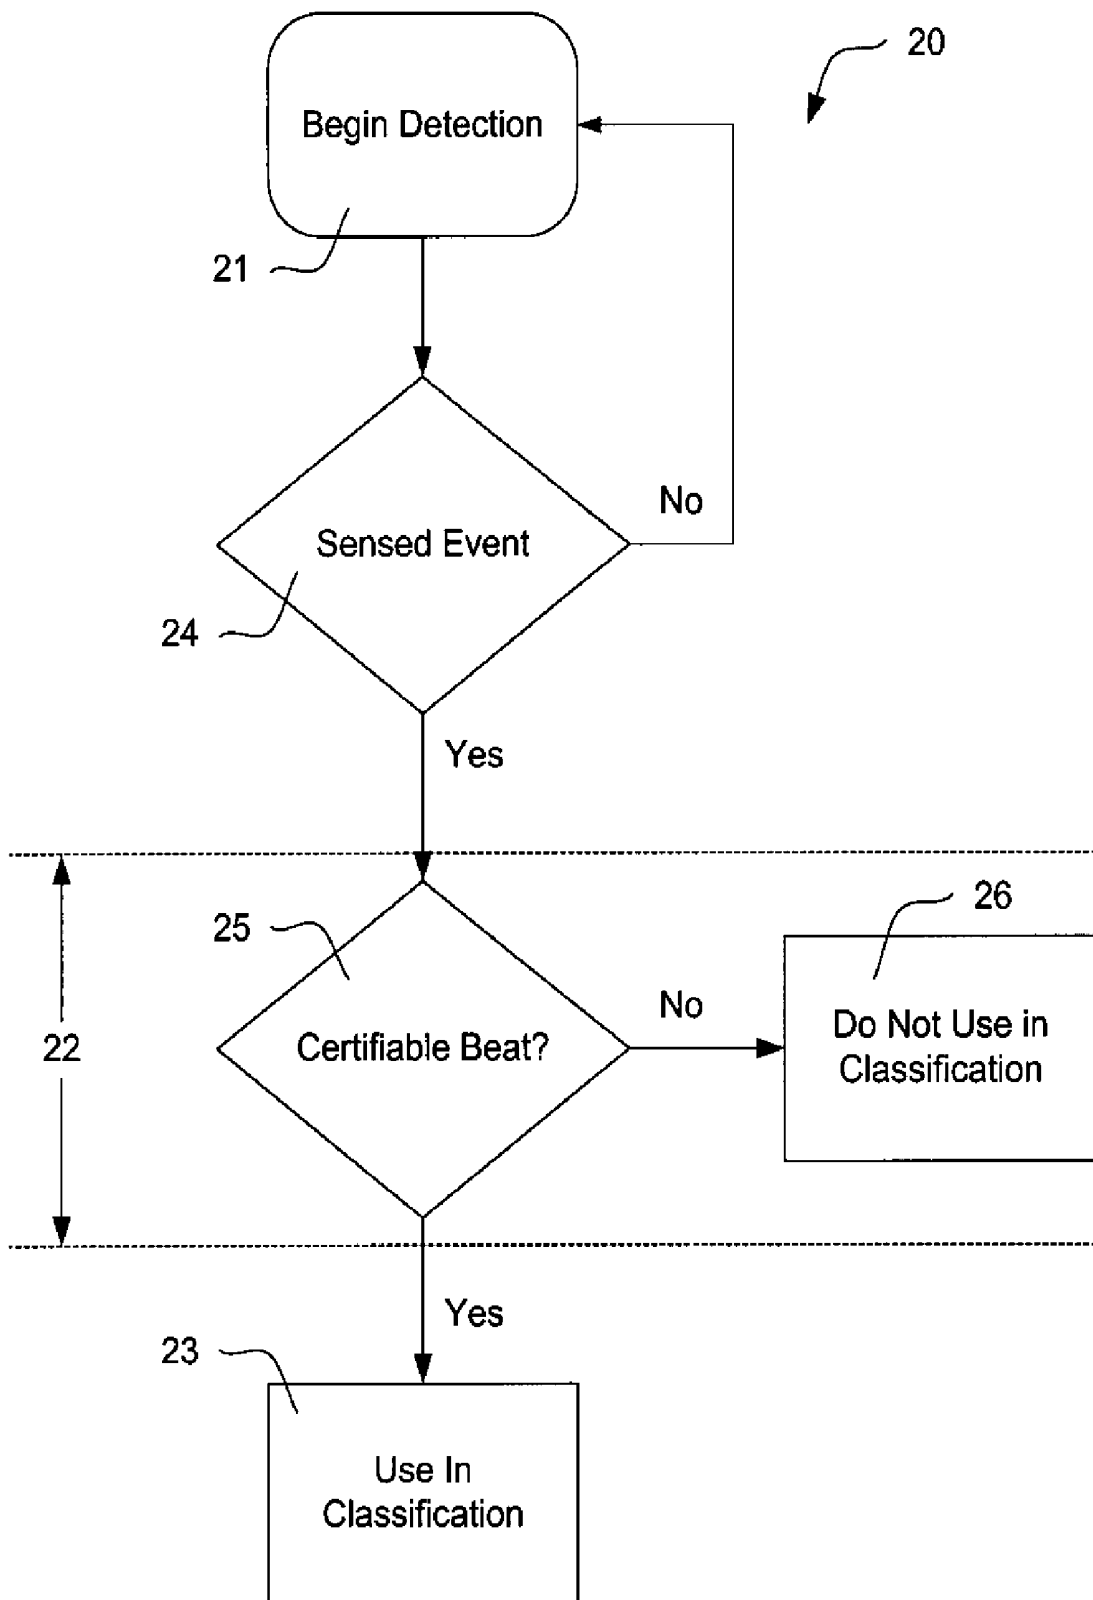 20
Begin Detection
21
Sensed Event
No
24
Yes
25
26
No
Certifiable Beat?
Do Not Use in
Classification
22
Yes
23
Use In
Classification